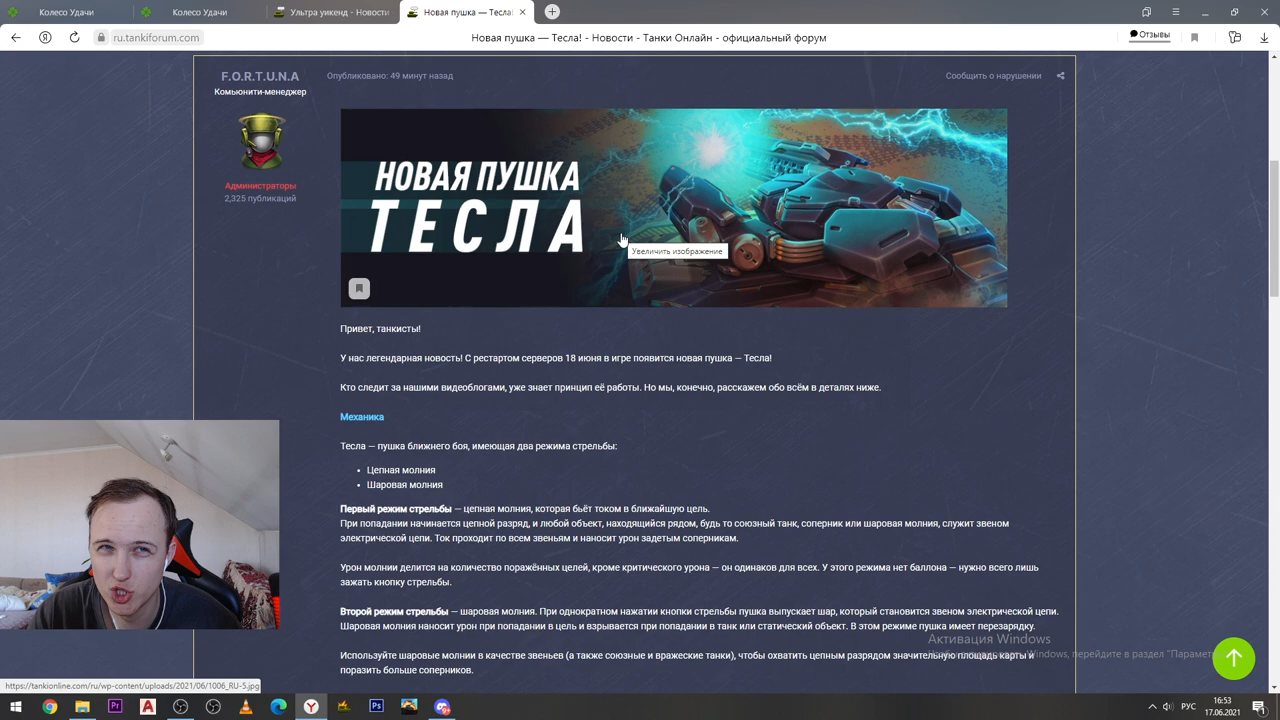 Колесо Удачи
Колесо Удачи
Ультра уикенд - Новости
Новая пушка — Тесла!
ru.tankiforum.com
Новая пушка — Тесла! - Новости - Танки Онлайн - официальный форум
Отзывы
F.O.R.T.U.N.A
Комьюнити-менеджер
Опубликовано: 49 минут назад
Сообщить о нарушении
Администраторы
2,325 публикаций
НОВАЯ ПУШКА
ТЕСЛА
Увеличить изображение
Привет, танкисты!
У нас легендарная новость! С рестартом серверов 18 июня в игре появится новая пушка — Тесла!
Кто следит за нашими видеоблогами, уже знает принцип её работы. Но мы, конечно, расскажем обо всём в деталях ниже.
Механика
Тесла — пушка ближнего боя, имеющая два режима стрельбы:
• Цепная молния
• Шаровая молния
Первый режим стрельбы — цепная молния, которая бьёт током в ближайшую цель.
При попадании начинается цепной разряд, и любой объект, находящийся рядом, будь то союзный танк, соперник или шаровая молния, служит звеном
электрической цепи. Ток проходит по всем звеньям и наносит урон задетым соперникам.
Урон молнии делится на количество поражённых целей, кроме критического урона — он одинаков для всех. У этого режима нет баллона — нужно всего лишь
зажать кнопку стрельбы.
Второй режим стрельбы — шаровая молния. При однократном нажатии кнопки стрельбы пушка выпускает шар, который становится звеном электрической цепи.
Шаровая молния наносит урон при попадании в цель и взрывается при попадании в танк или статический объект. В этом режиме пушка имеет перезарядку.
Активация Windows
Windows, перейдите в раздел "Парамет
Используйте шаровые молнии в качестве звеньев (а также союзные и вражеские танки), чтобы охватить цепным разрядом значительную площадь карты и
поразить больше соперников.
https://tankionline.com/ru/wp-content/uploads/2021/06/1006_RU-5.jpg
РУС
16:53
17.06.2021